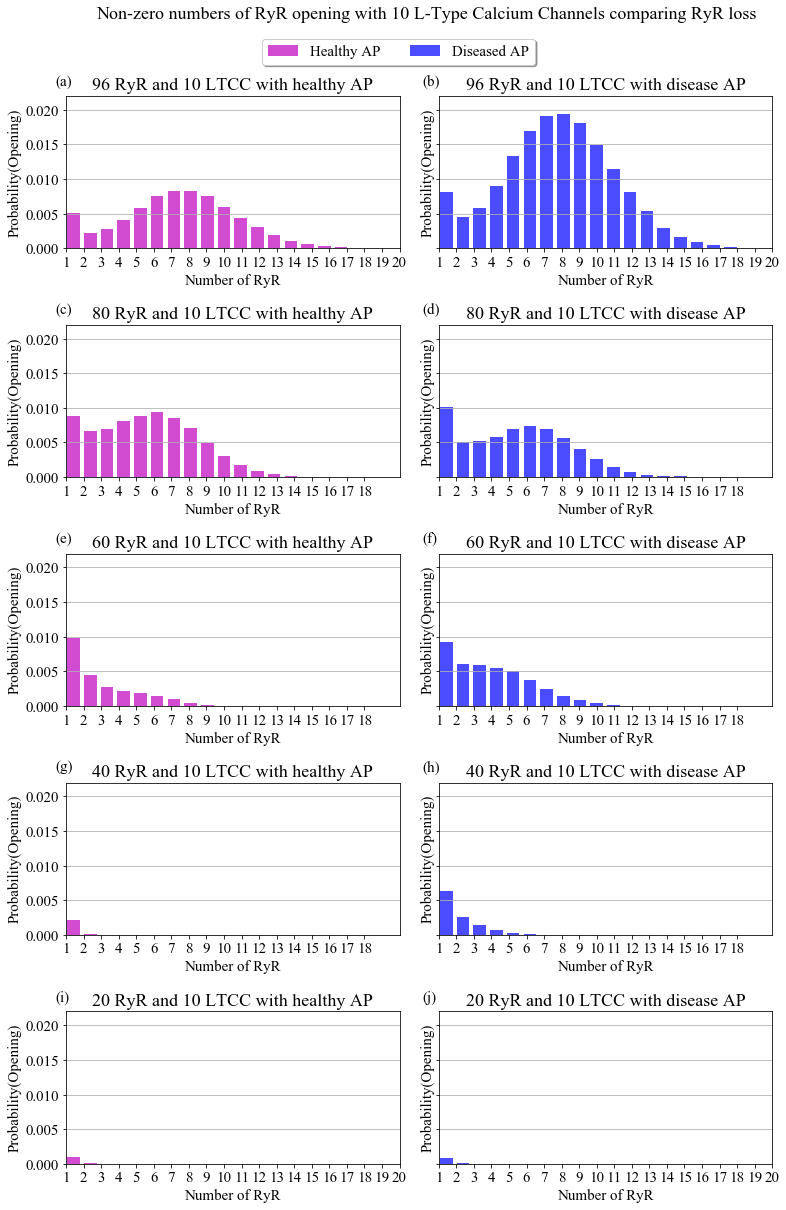 Non-zero numbers of RyR opening with 10 L-Type Calcium Channels comparing RyR loss
Healthy AP Diseased AP
(a) 96 RyR and 10 LTCC with healthy AP
0.020
0.015
0.010
0.005
0.000
Probability(Opening)
1 2 3 4 5 6 7 8 9 10 11 12 13 14 15 16 17 18 19 20
Number of RyR
(b) 96 RyR and 10 LTCC with disease AP
Probability(Opening)
1 2 3 4 5 6 7 8 9 10 11 12 13 14 15 16 17 18 19 20
Number of RyR
(c) 80 RyR and 10 LTCC with healthy AP
0.020
0.015
0.010
0.005
0.000
Probability(Opening)
1 2 3 4 5 6 7 8 9 10 11 12 13 14 15 16 17 18
Number of RyR
(d) 80 RyR and 10 LTCC with disease AP
Probability(Opening)
1 2 3 4 5 6 7 8 9 10 11 12 13 14 15 16 17 18
Number of RyR
(e) 60 RyR and 10 LTCC with healthy AP
0.020
0.015
0.010
0.005
0.000
Probability(Opening)
1 2 3 4 5 6 7 8 9 10 11 12 13 14 15 16 17 18
Number of RyR
(f) 60 RyR and 10 LTCC with disease AP
Probability(Opening)
1 2 3 4 5 6 7 8 9 10 11 12 13 14 15 16 17 18
Number of RyR
(g) 40 RyR and 10 LTCC with healthy AP
0.020
0.015
0.010
0.005
0.000
Probability(Opening)
1 2 3 4 5 6 7 8 9 10 11 12 13 14 15 16 17 18
Number of RyR
(h) 40 RyR and 10 LTCC with disease AP
Probability(Opening)
1 2 3 4 5 6 7 8 9 10 11 12 13 14 15 16 17 18
Number of RyR
(i) 20 RyR and 10 LTCC with healthy AP
0.020
0.015
0.010
0.005
0.000
Probability(Opening)
1 2 3 4 5 6 7 8 9 10 11 12 13 14 15 16 17 18 19 20
Number of RyR
(j) 20 RyR and 10 LTCC with disease AP
Probability(Opening)
1 2 3 4 5 6 7 8 9 10 11 12 13 14 15 16 17 18 19 20
Number of RyR